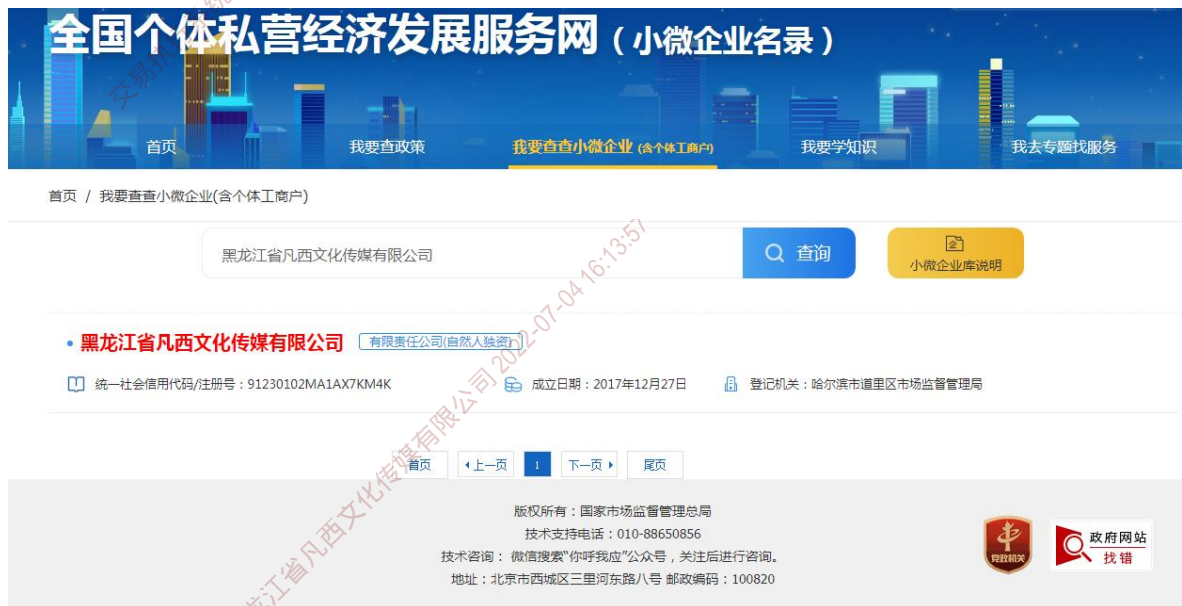 全国个体私营经济发展服务网（小微企业名录）
首页 我要查政策 我要查查小微企业 (含个体工商户) 我要学知识 我去专题找服务
首页 / 我要查查小微企业(含个体工商户)
黑龙江省凡西文化传媒有限公司 查询 小微企业库说明
黑龙江省凡西文化传媒有限公司 有限责任公司(自然人独资)
统一社会信用代码/注册号：91230102MA1AX7KM4K 成立日期：2017年12月27日 登记机关：哈尔滨市道里区市场监督管理局
首页 上一页 1 下一页 尾页
版权所有：国家市场监督管理总局
技术支持电话：010-88650856
技术咨询： 微信搜索“你呼我应”公众号，关注后进行咨询。
地址：北京市西城区三里河东路八号 邮政编码：100820
党政机关
政府网站
找错
龙江省凡西文化传媒有限公司 2022-07-04 16:13:57